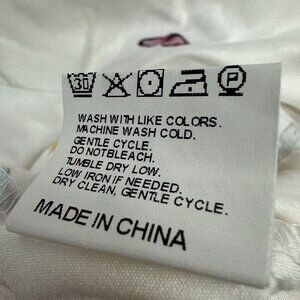 30 P
WASH WITH LIKE COLORS.
MACHINE WASH COLD.
GENTLE CYCLE.
DO NOT BLEACH.
TUMBLE DRY LOW.
LOW IRON IF NEEDED.
DRY CLEAN, GENTLE CYCLE.
MADE IN CHINA